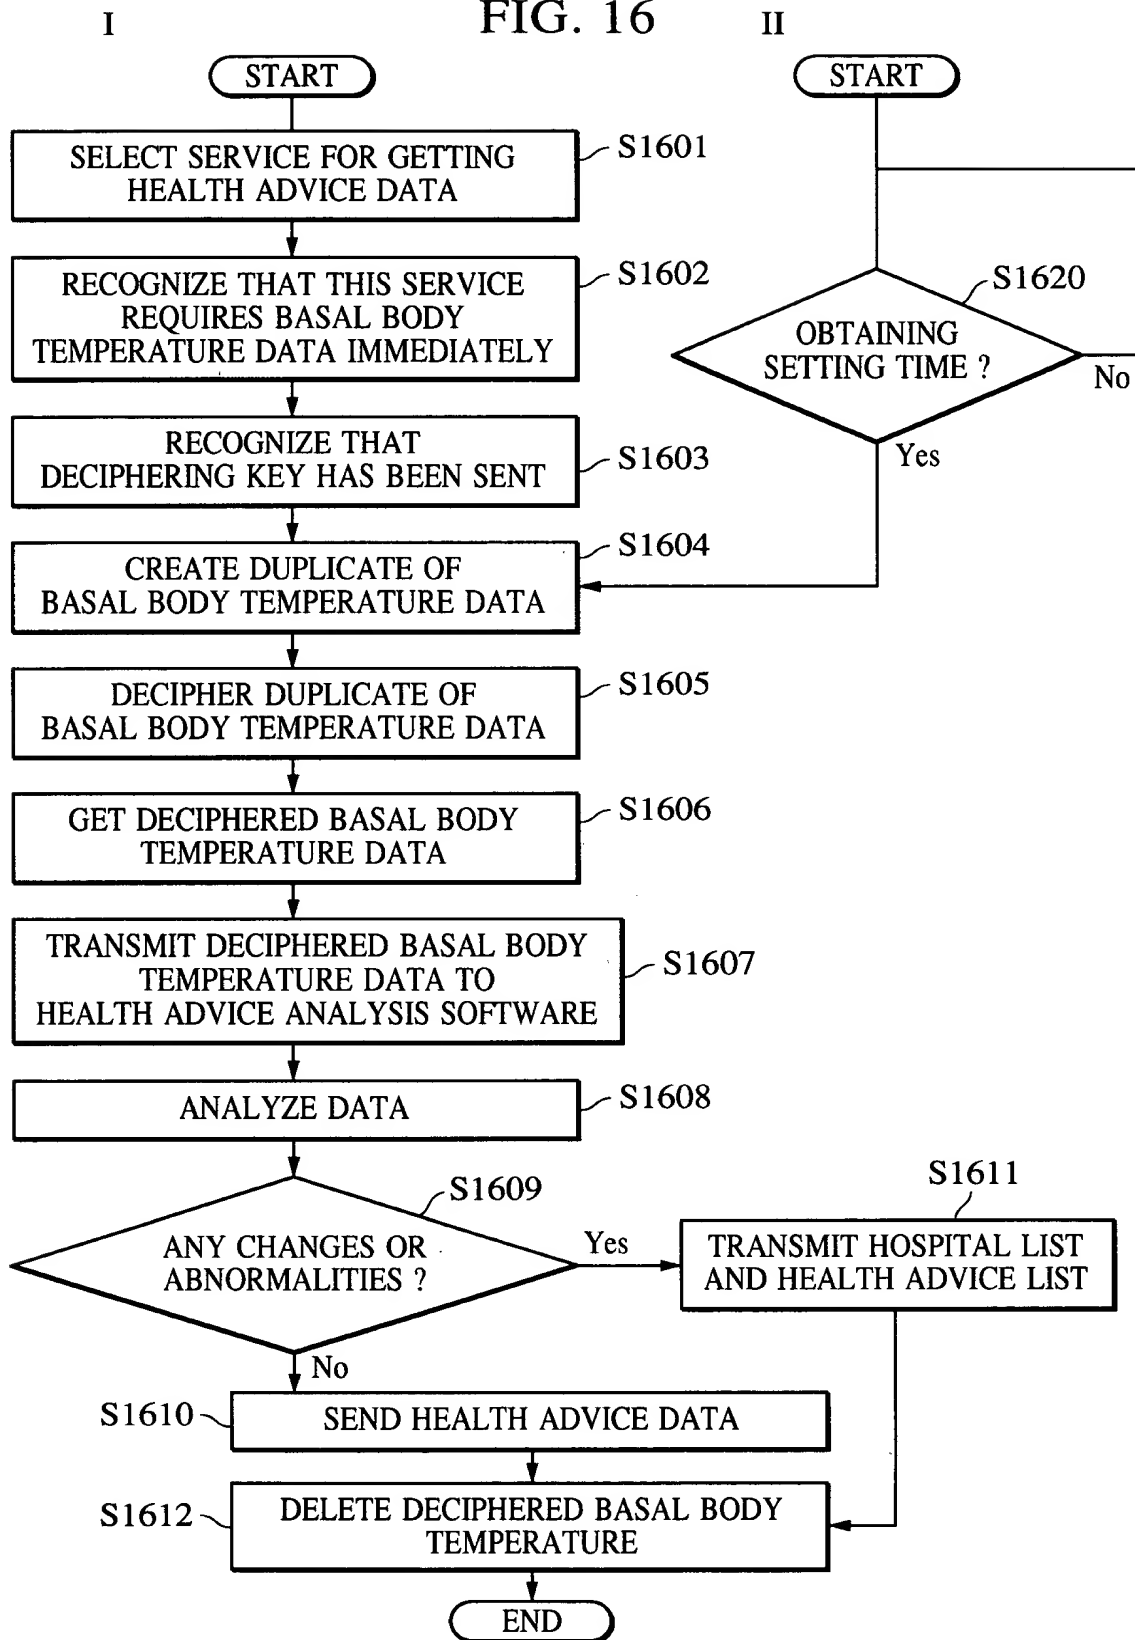 FIG. 16
I
II
START
SELECT SERVICE FOR GETTING
HEALTH ADVICE DATA
S1601
RECOGNIZE THAT THIS SERVICE
REQUIRES BASAL BODY
TEMPERATURE DATA IMMEDIATELY
S1602
RECOGNIZE THAT
DECIPHERING KEY HAS BEEN SENT
S1603
CREATE DUPLICATE OF
BASAL BODY TEMPERATURE DATA
S1604
DECIPHER DUPLICATE OF
BASAL BODY TEMPERATURE DATA
S1605
GET DECIPHERED BASAL BODY
TEMPERATURE DATA
S1606
TRANSMIT DECIPHERED BASAL BODY
TEMPERATURE DATA TO
HEALTH ADVICE ANALYSIS SOFTWARE
S1607
ANALYZE DATA
S1608
ANY CHANGES OR
ABNORMALITIES ?
S1609
Yes
No
S1611
TRANSMIT HOSPITAL LIST
AND HEALTH ADVICE LIST
S1610
SEND HEALTH ADVICE DATA
S1612
DELETE DECIPHERED BASAL BODY
TEMPERATURE
END
START
S1620
OBTAINING
SETTING TIME ?
No
Yes